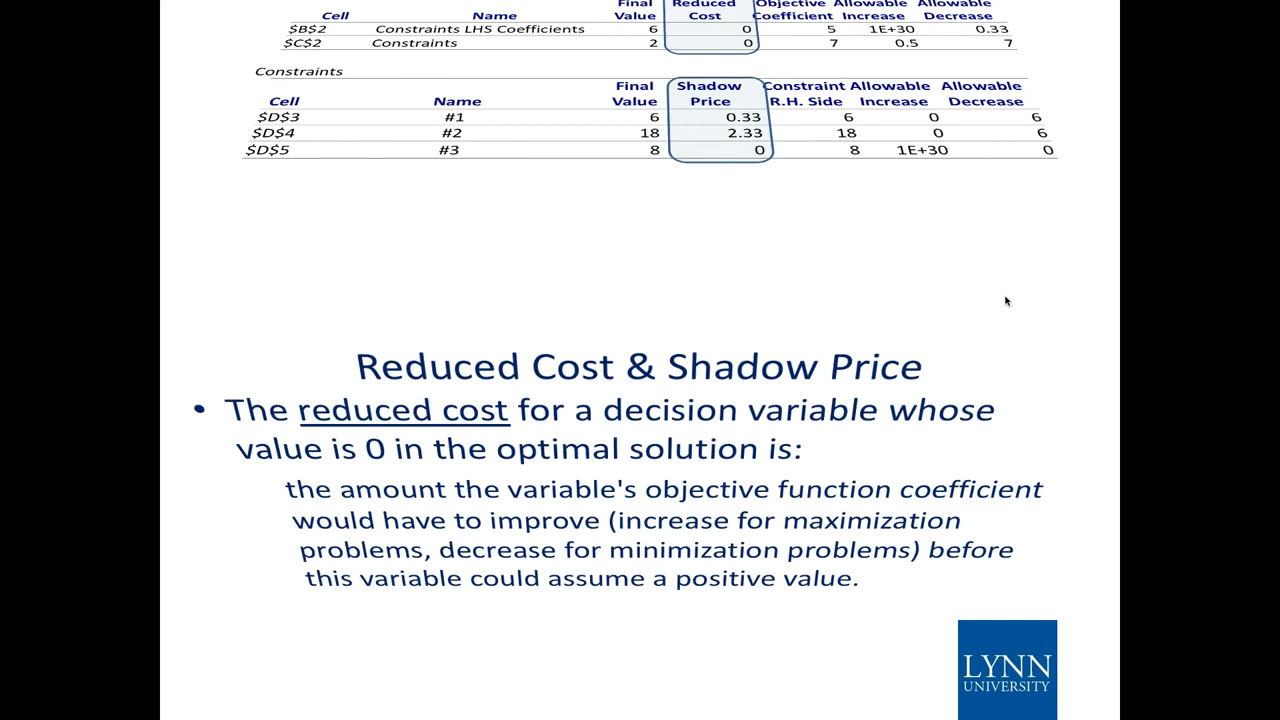 Final Reduced Objective Allowable Allowable
Cell Name Value Cost Coefficient Increase Decrease
$B$2 Constraints LHS Coefficients 6 0 5 1E+30 0.33
$C$2 Constraints 2 0 7 0.5 7
Constraints
Final Shadow Constraint Allowable Allowable
Cell Name Value Price R.H. Side Increase Decrease
$D$3 #1 6 0.33 6 0 6
$D$4 #2 18 2.33 18 0 6
$D$5 #3 8 0 8 1E+30 0
Reduced Cost & Shadow Price
• The reduced cost for a decision variable whose
value is 0 in the optimal solution is:
the amount the variable's objective function coefficient
would have to improve (increase for maximization
problems, decrease for minimization problems) before
this variable could assume a positive value.
LYNN
UNIVERSITY